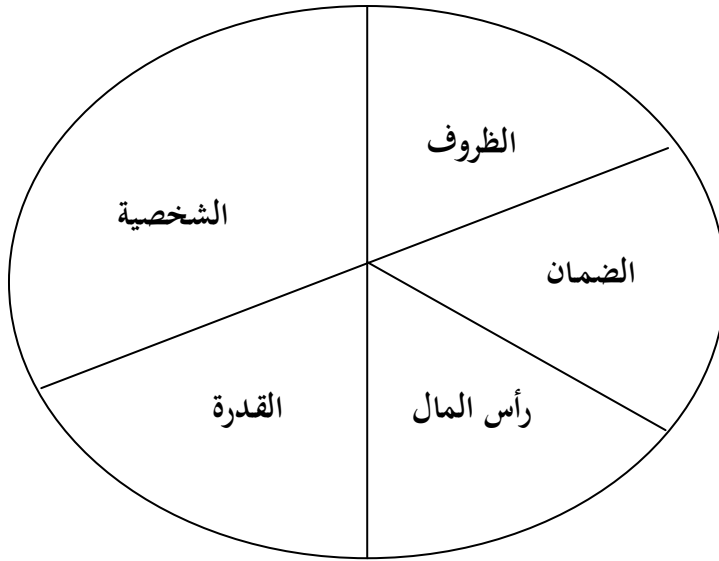 الظروف
الشخصية
الضمان
رأس المال
القدرة